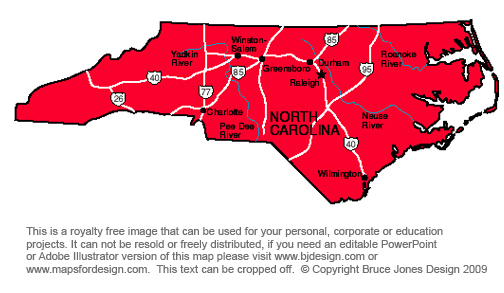 85
Winston-
Salem
Yadkin
River
Roanoke
River
Greensboro
Durham
Raleigh
40
85
95
26
77
Charlotte
Pee Dee
River
NORTH
CAROLINA
Neuse
River
40
Wilmington
This is a royalty free image that can be used for your personal, corporate or education
projects. It can not be resold or freely distributed, if you need an editable PowerPoint
or Adobe Illustrator version of this map please visit www.bjdesign.com or
www.mapsfordesign.com. This text can be cropped off. © Copyright Bruce Jones Design 2009